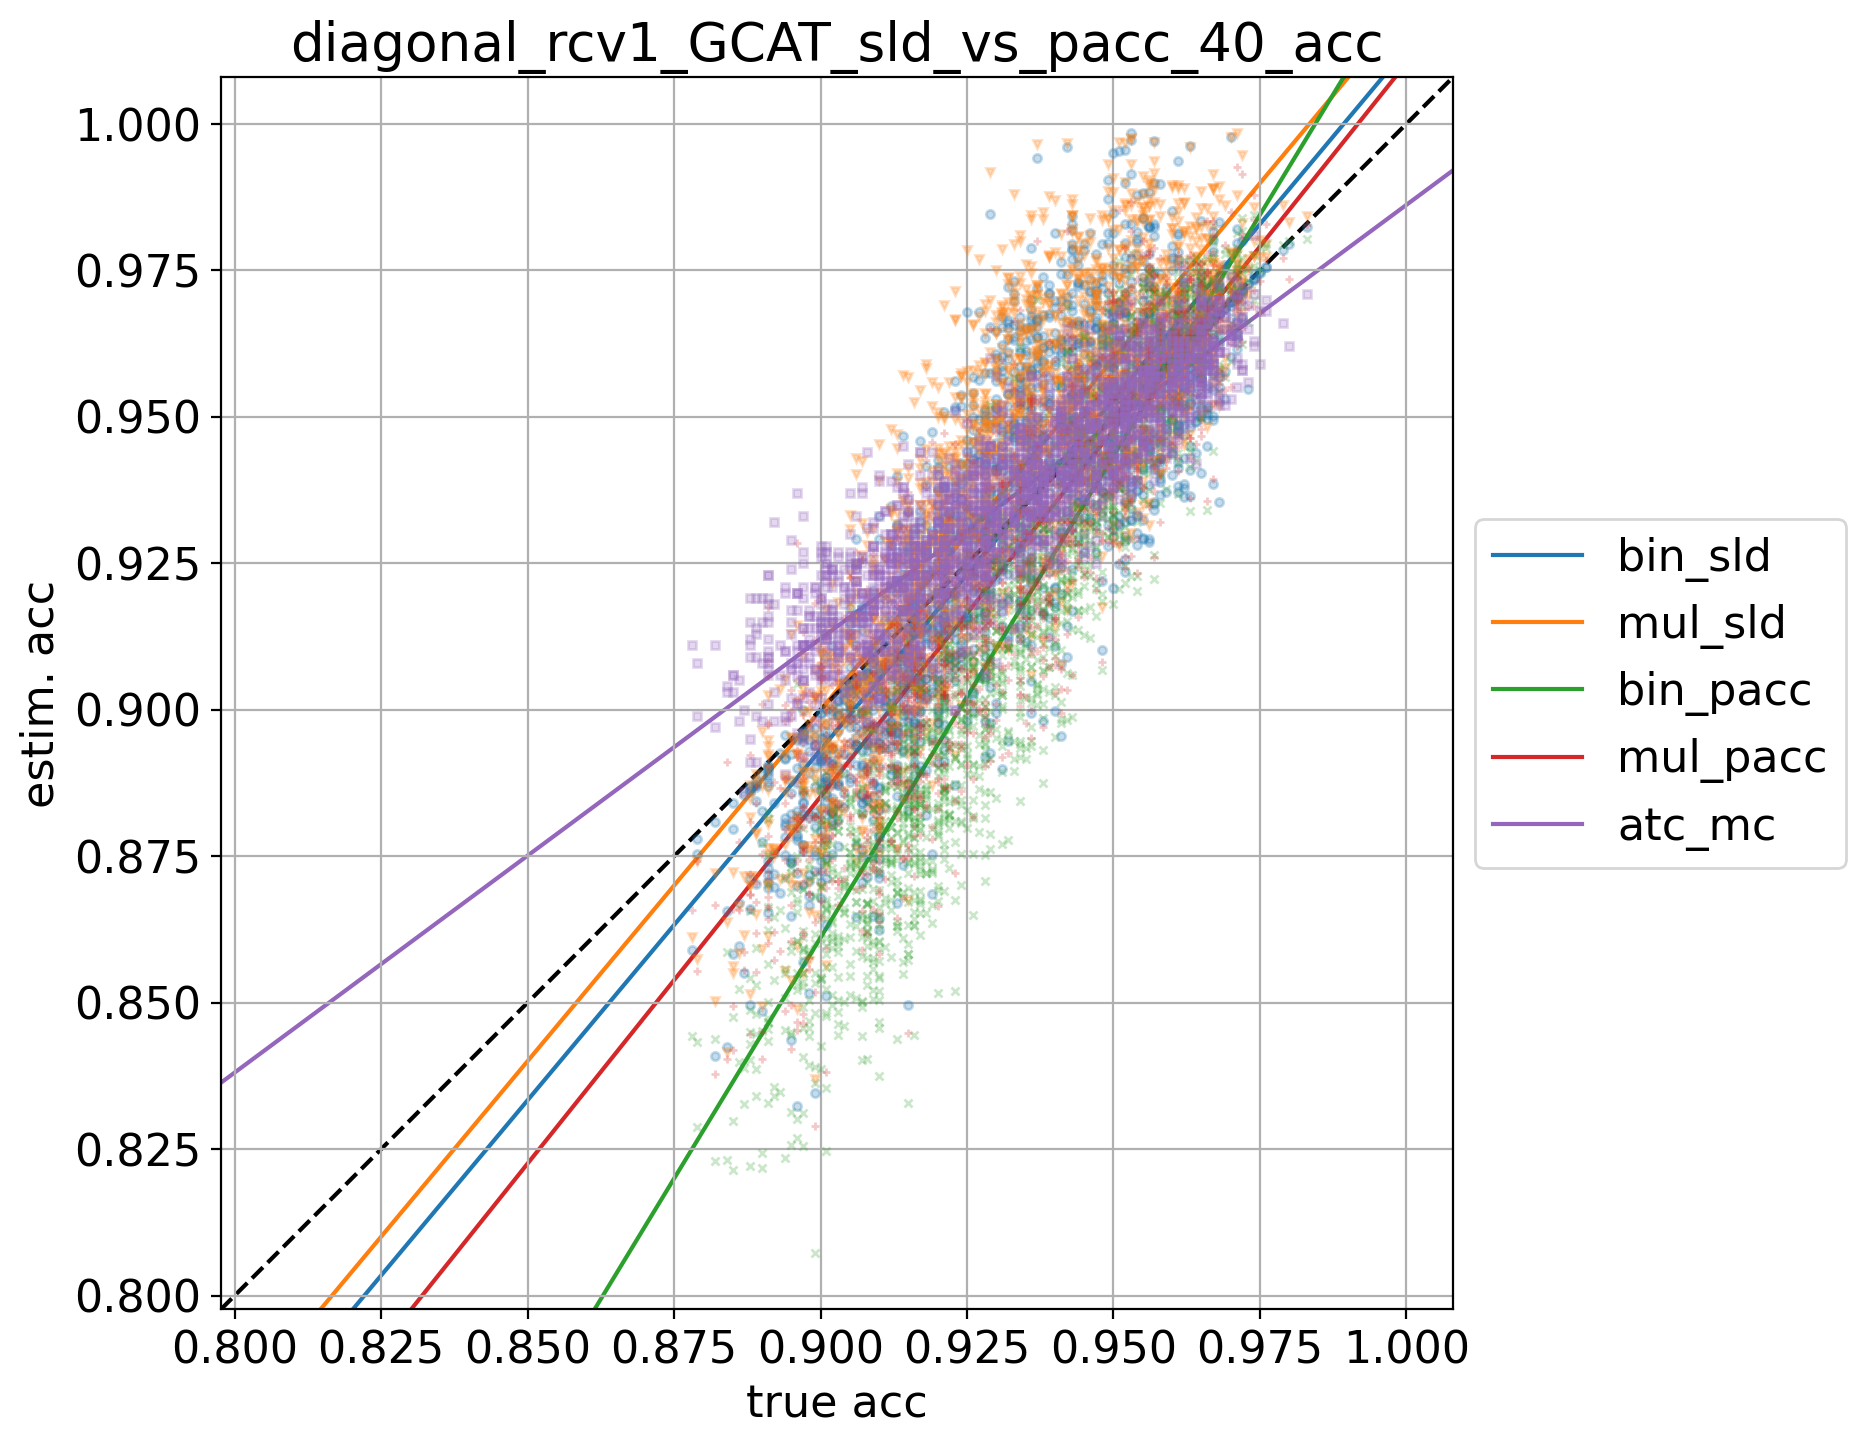 diagonal_rcv1_GCAT_sld_vs_pacc_40_acc
1.000
0.975
0.950
0.925
0.900
0.875
0.850
0.825
0.800
estim. acc
0.800 0.825 0.850 0.875 0.900 0.925 0.950 0.975 1.000
true acc
bin_sld
mul_sld
bin_pacc
mul_pacc
atc_mc